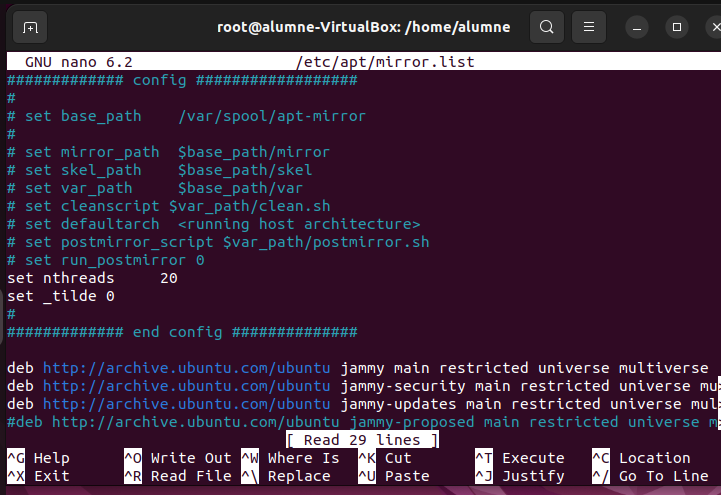 root@alumne-VirtualBox: /home/alumne
GNU nano 6.2 /etc/apt/mirror.list
############# config ##################
#
# set base_path    /var/spool/apt-mirror
#
# set mirror_path  $base_path/mirror
# set skel_path    $base_path/skel
# set var_path     $base_path/var
# set cleanscript $var_path/clean.sh
# set defaultarch  <running host architecture>
# set postmirror_script $var_path/postmirror.sh
# set run_postmirror 0
set nthreads     20
set _tilde 0
#
############# end config ##############
deb http://archive.ubuntu.com/ubuntu jammy main restricted universe multiverse
deb http://archive.ubuntu.com/ubuntu jammy-security main restricted universe mu>
deb http://archive.ubuntu.com/ubuntu jammy-updates main restricted universe mul>
#deb http://archive.ubuntu.com/ubuntu jammy-proposed main restricted universe m>
[ Read 29 lines ]
^G Help ^O Write Out ^W Where Is ^K Cut ^T Execute ^C Location
^X Exit ^R Read File ^\ Replace ^U Paste ^J Justify ^/ Go To Line